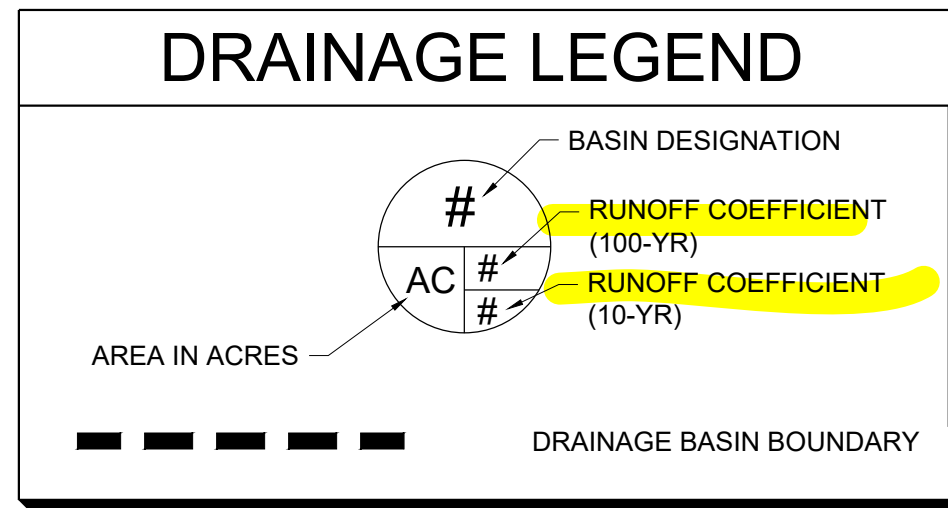 DRAINAGE LEGEND
BASIN DESIGNATION
#
RUNOFF COEFFICIENT
(100-YR)
AC
#
RUNOFF COEFFICIENT
(10-YR)
#
AREA IN ACRES
DRAINAGE BASIN BOUNDARY